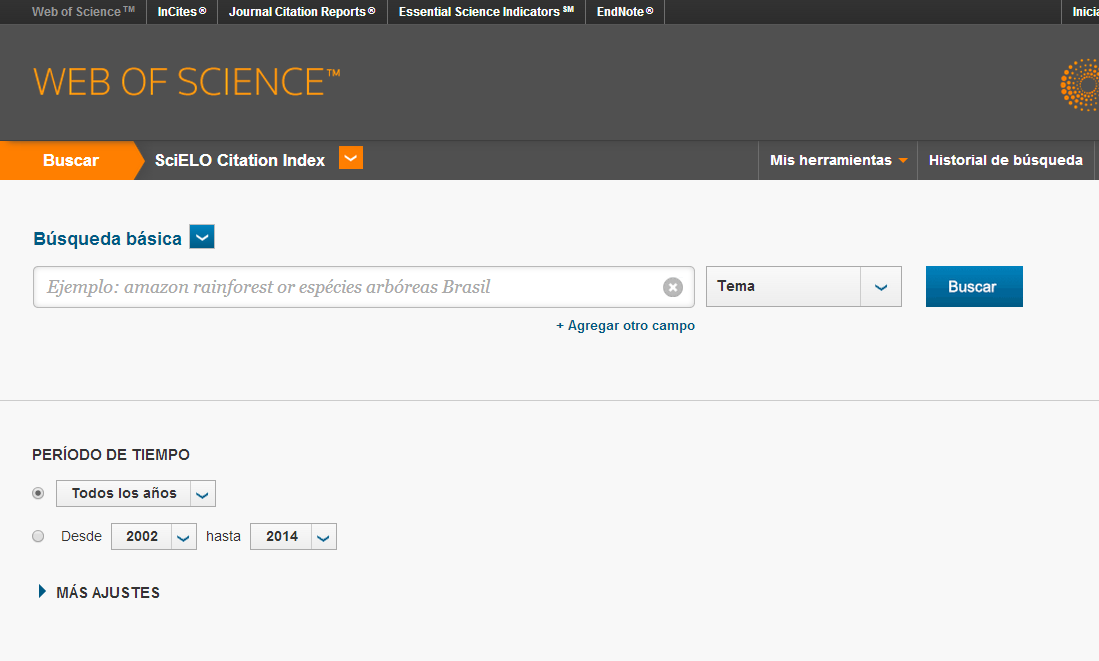 Web of Science™ InCites® Journal Citation Reports® Essential Science Indicators ℠ EndNote®
WEB OF SCIENCE™
Buscar SciELO Citation Index Mis herramientas Historial de búsqueda
Búsqueda básica
Ejemplo: amazon rainforest or espécies arbóreas Brasil Tema Buscar
+ Agregar otro campo
PERÍODO DE TIEMPO
Todos los años
Desde 2002 hasta 2014
MÁS AJUSTES